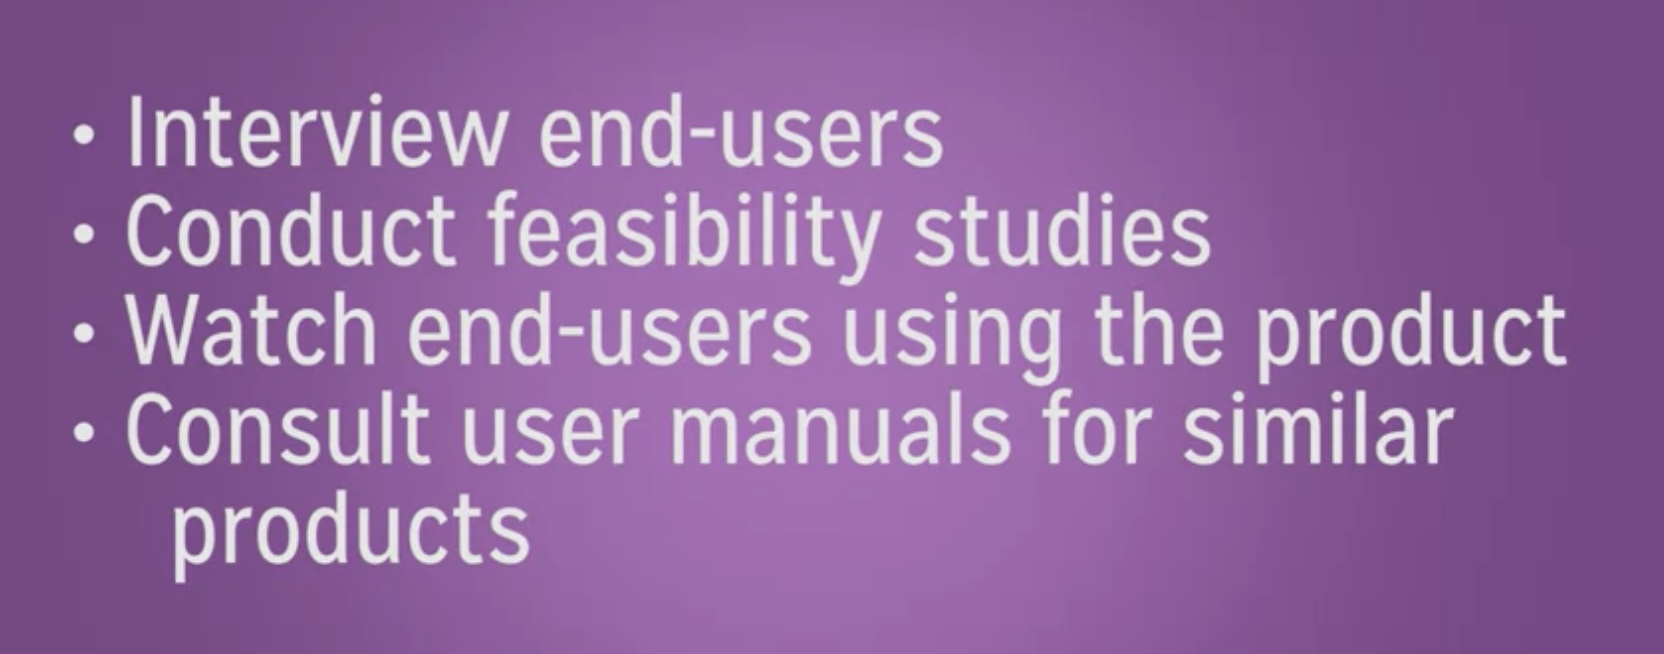 • Interview end-users
• Conduct feasibility studies
• Watch end-users using the product
• Consult user manuals for similar
products